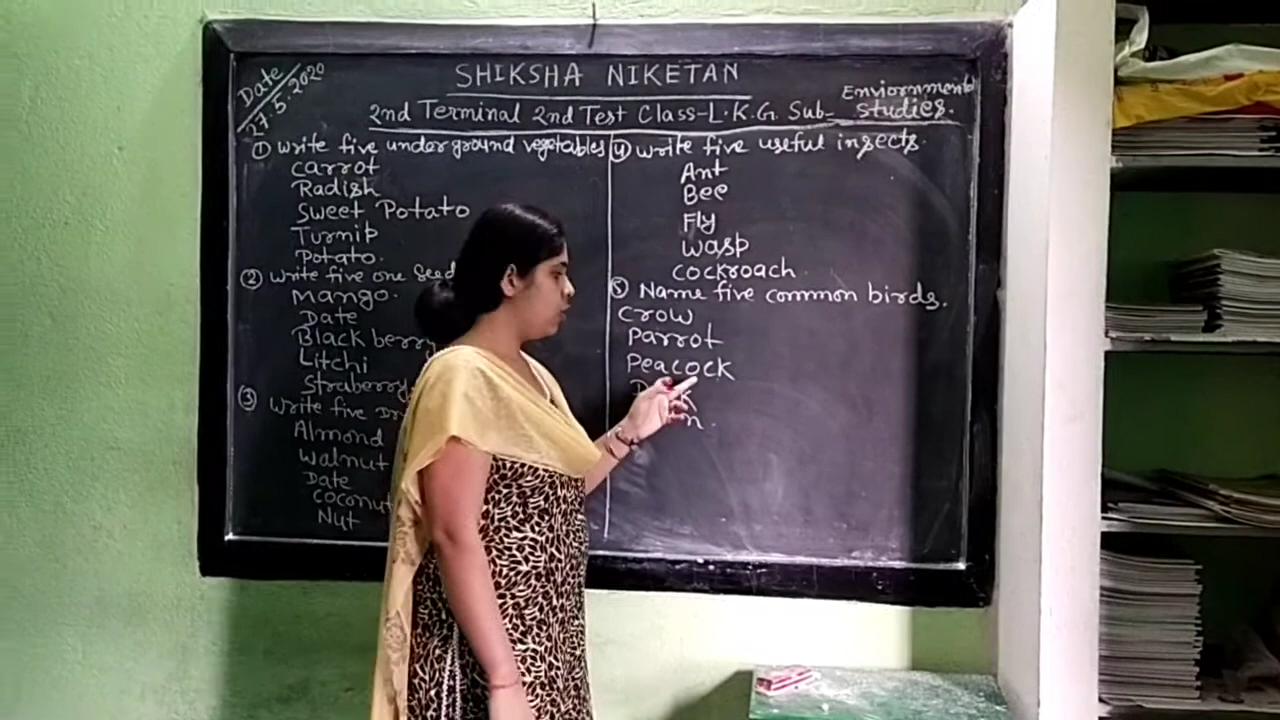 Date
27.5.2020
SHIKSHA NIKETAN
2nd Terminal 2nd Test Class-L.K.G. Sub- Enviornmental Studies.
① Write five underground vegetables
Carrot
Radish
Sweet Potato
Turnip
Potato.
② Write five one Seed
Mango.
Date
Black berry
Litchi
Straberry
③ Write five
Almond
Walnut
Date
Coconut
Nut
④ Write five useful insects.
Ant
Bee
Fly
Wasp
Cockroach.
⑤ Name five common birds.
Crow
Parrot
Peacock